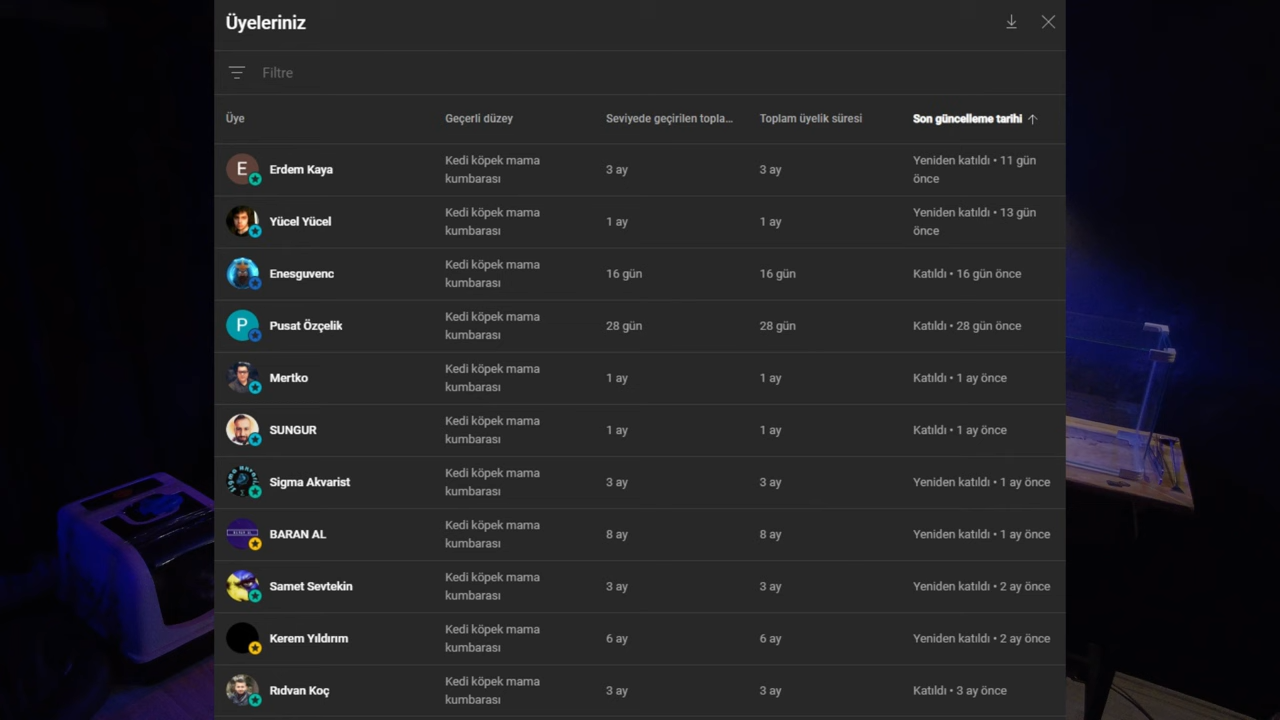 Üyeleriniz
Filtre
Üye Geçerli düzey Seviyede geçirilen topla... Toplam üyelik süresi Son güncelleme tarihi
E Erdem Kaya Kedi köpek mama kumbarası 3 ay 3 ay Yeniden katıldı • 11 gün önce
Yücel Yücel Kedi köpek mama kumbarası 1 ay 1 ay Yeniden katıldı • 13 gün önce
Enesguvenc Kedi köpek mama kumbarası 16 gün 16 gün Katıldı • 16 gün önce
P Pusat Özçelik Kedi köpek mama kumbarası 28 gün 28 gün Katıldı • 28 gün önce
Mertko Kedi köpek mama kumbarası 1 ay 1 ay Katıldı • 1 ay önce
SUNGUR Kedi köpek mama kumbarası 1 ay 1 ay Katıldı • 1 ay önce
Sigma Akvarist Kedi köpek mama kumbarası 3 ay 3 ay Yeniden katıldı • 1 ay önce
BARAN AL Kedi köpek mama kumbarası 8 ay 8 ay Yeniden katıldı • 1 ay önce
Samet Sevtekin Kedi köpek mama kumbarası 3 ay 3 ay Yeniden katıldı • 2 ay önce
Kerem Yıldırım Kedi köpek mama kumbarası 6 ay 6 ay Yeniden katıldı • 2 ay önce
Rıdvan Koç Kedi köpek mama kumbarası 3 ay 3 ay Katıldı • 3 ay önce